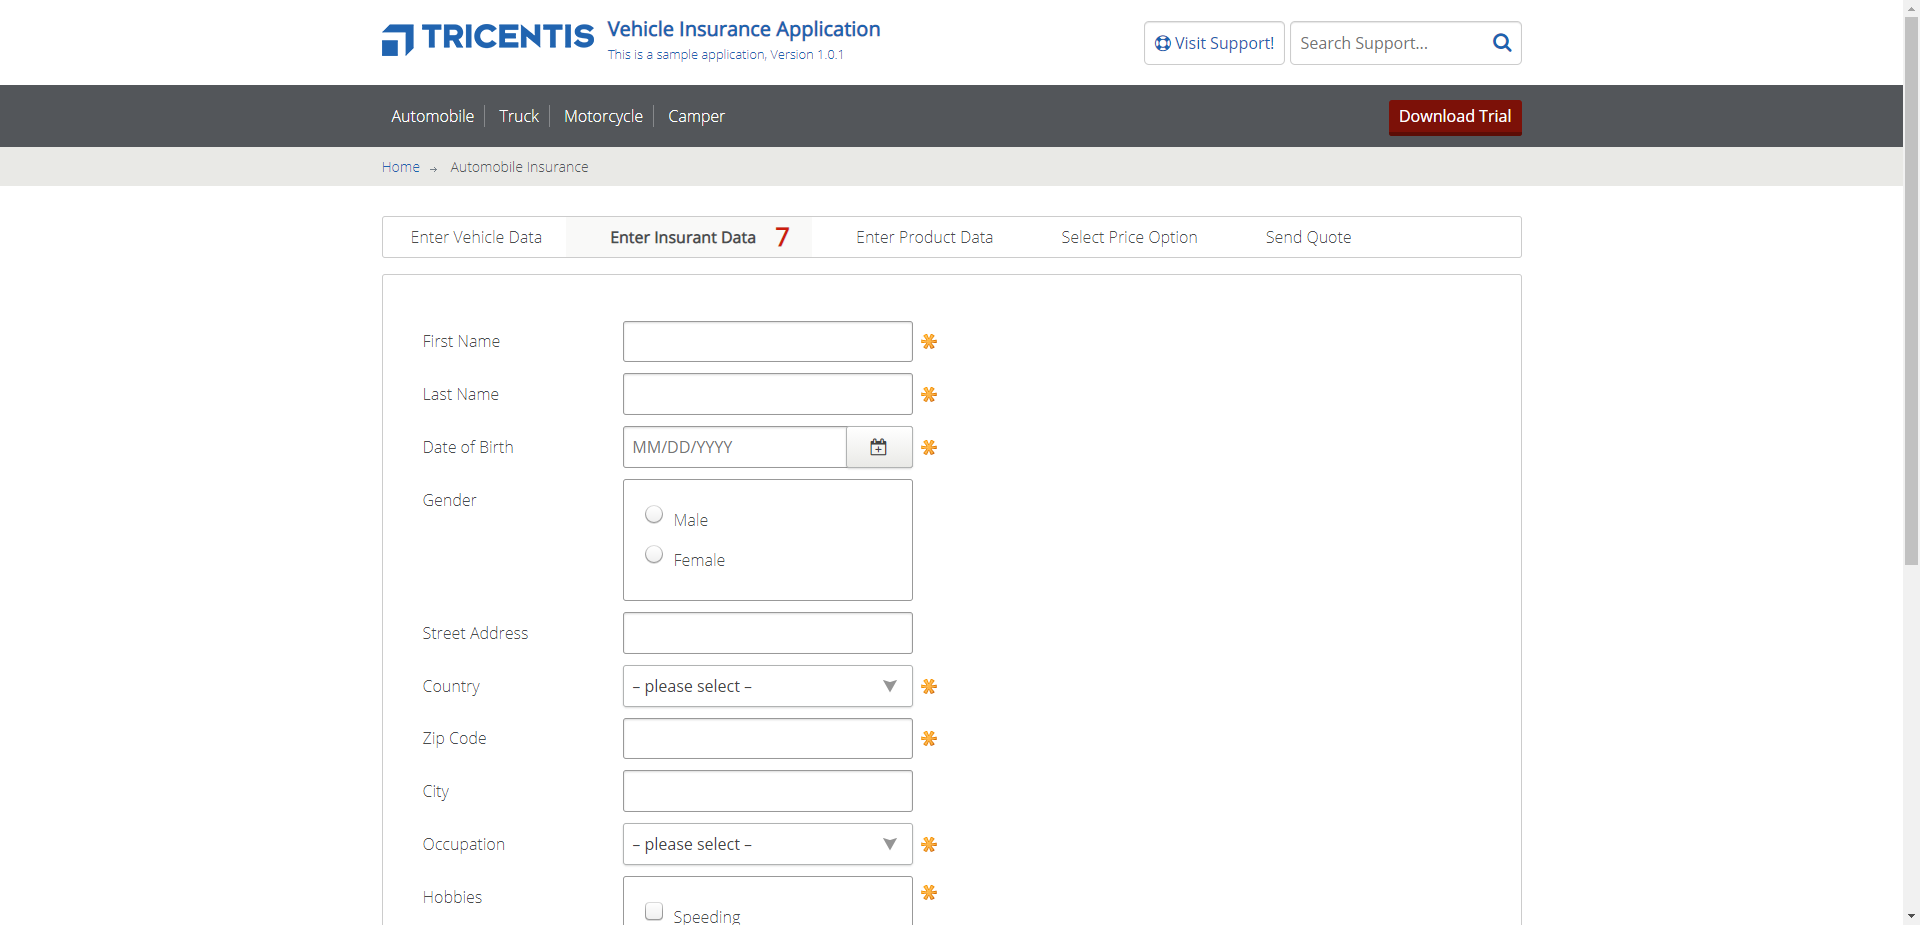 TRICENTIS
Vehicle Insurance Application
This is a sample application, Version 1.0.1
Visit Support!
Search Support...
Automobile
Truck
Motorcycle
Camper
Download Trial
Home → Automobile Insurance
Enter Vehicle Data
Enter Insurant Data 7
Enter Product Data
Select Price Option
Send Quote
First Name
*
Last Name
*
Date of Birth
MM/DD/YYYY
*
Gender
Male
Female
Street Address
Country
– please select –
*
Zip Code
*
City
Occupation
– please select –
*
Hobbies
*
Speeding